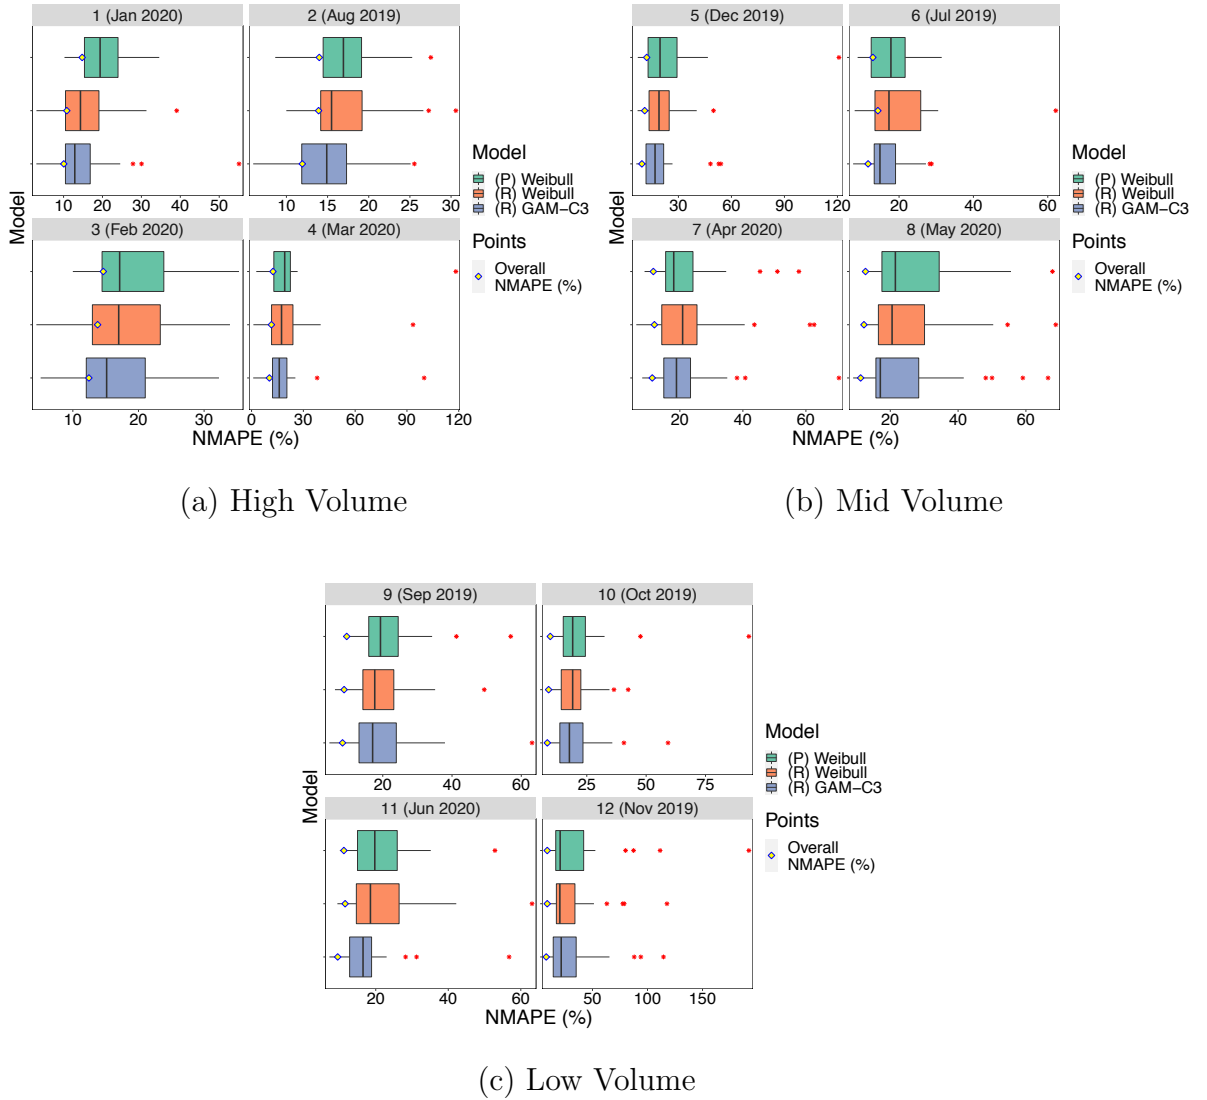 1 (Jan 2020)
2 (Aug 2019)
10 20 30 40 50
10 15 20 25 30
3 (Feb 2020)
4 (Mar 2020)
10 20 30
0 30 60 90 120
Model
NMAPE (%)
Model
(P) Weibull
(R) Weibull
(R) GAM−C3
Points
Overall
NMAPE (%)
(a) High Volume
5 (Dec 2019)
6 (Jul 2019)
30 60 90 120
20 40 60
7 (Apr 2020)
8 (May 2020)
20 40 60
20 40 60
Model
NMAPE (%)
Model
(P) Weibull
(R) Weibull
(R) GAM−C3
Points
Overall
NMAPE (%)
(b) Mid Volume
9 (Sep 2019)
10 (Oct 2019)
20 40 60
25 50 75
11 (Jun 2020)
12 (Nov 2019)
20 40 60
50 100 150
Model
NMAPE (%)
Model
(P) Weibull
(R) Weibull
(R) GAM−C3
Points
Overall
NMAPE (%)
(c) Low Volume